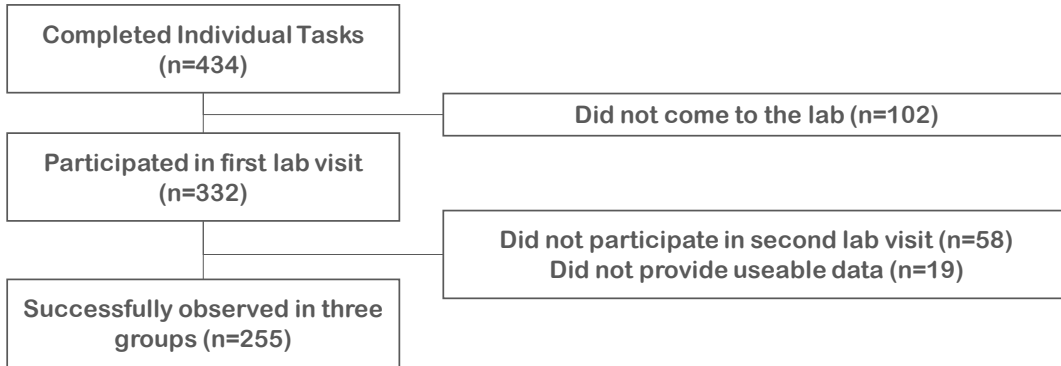 Completed Individual Tasks
(n=434)
Did not come to the lab (n=102)
Participated in first lab visit
(n=332)
Did not participate in second lab visit (n=58)
Did not provide useable data (n=19)
Successfully observed in three
groups (n=255)